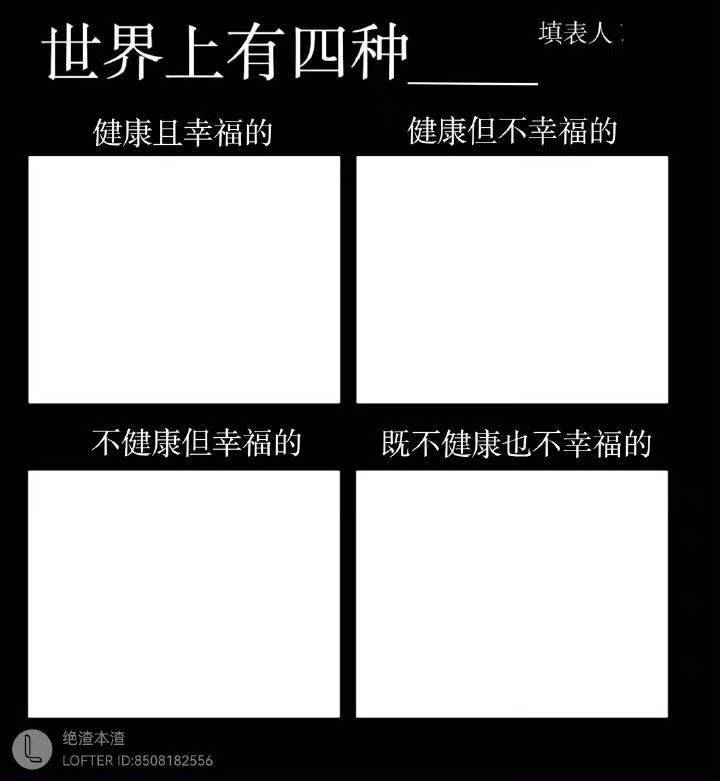 世界上有四种______
填表人:
健康且幸福的
健康但不幸福的
不健康但幸福的
既不健康也不幸福的
绝渣本渣
LOFTER ID:8508182556